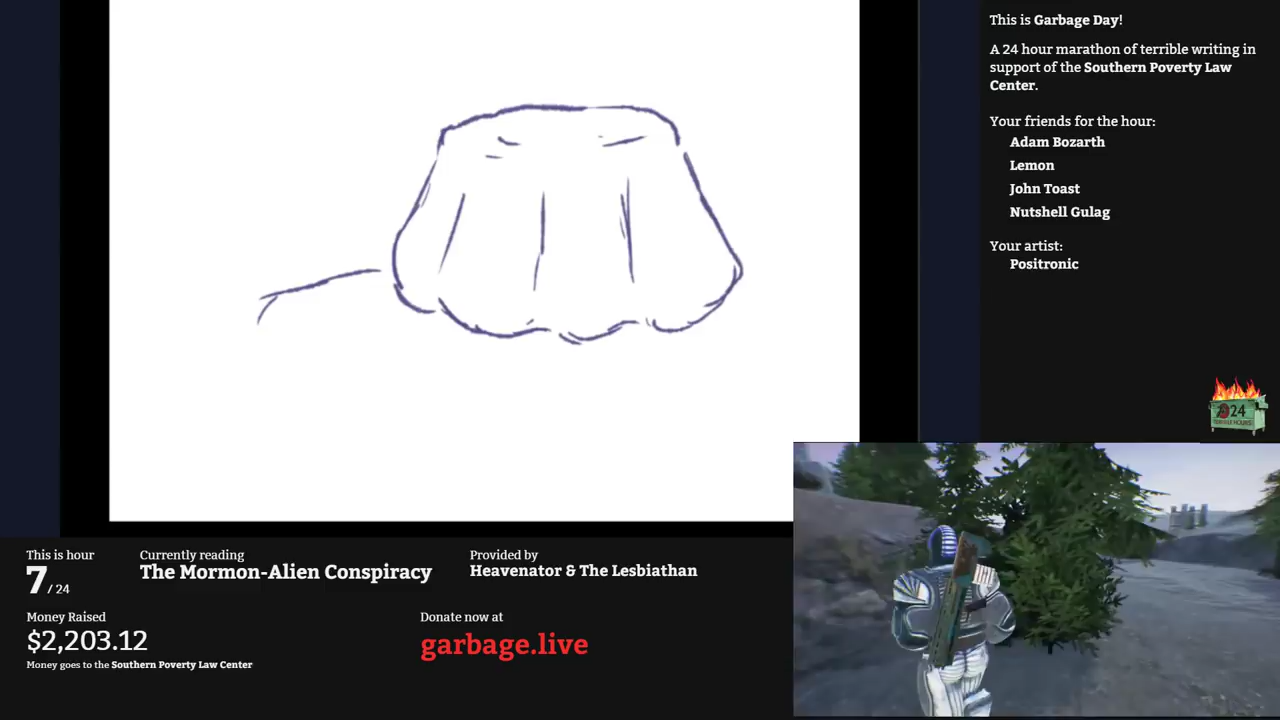 This is Garbage Day!
A 24 hour marathon of terrible writing in
support of the Southern Poverty Law
Center.
Your friends for the hour:
Adam Bozarth
Lemon
John Toast
Nutshell Gulag
Your artist:
Positronic
This is hour
7 / 24
Currently reading
The Mormon-Alien Conspiracy
Provided by
Heavenator & The Lesbiathan
Money Raised
$2,203.12
Money goes to the Southern Poverty Law Center
Donate now at
garbage.live